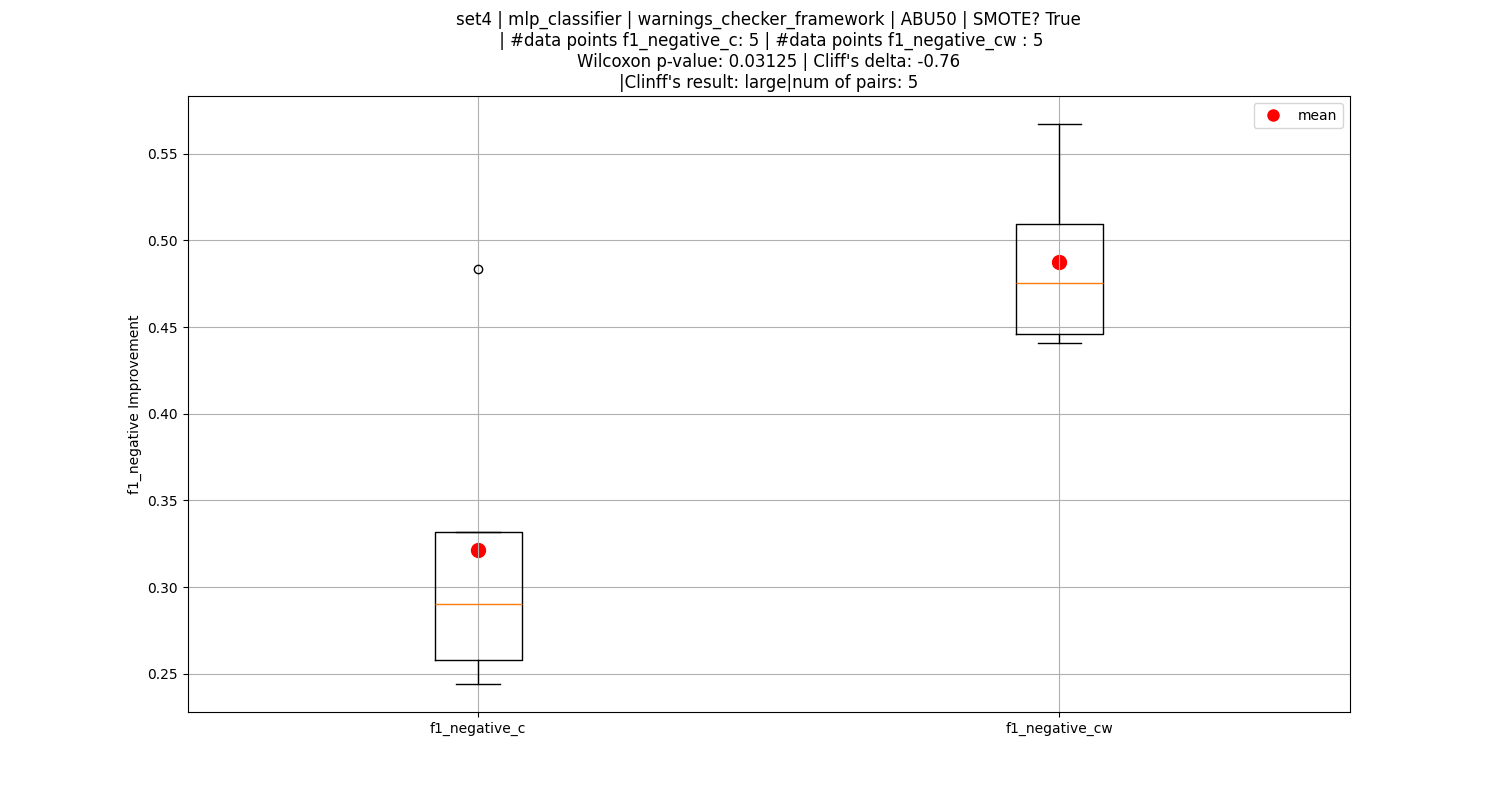 set4 | mlp_classifier | warnings_checker_framework | ABU50 | SMOTE? True
| #data points f1_negative_c: 5 | #data points f1_negative_cw : 5
Wilcoxon p-value: 0.03125 | Cliff's delta: -0.76
|Clinff's result: large|num of pairs: 5
mean
f1_negative Improvement
0.55
0.50
0.45
0.40
0.35
0.30
0.25
f1_negative_c
f1_negative_cw